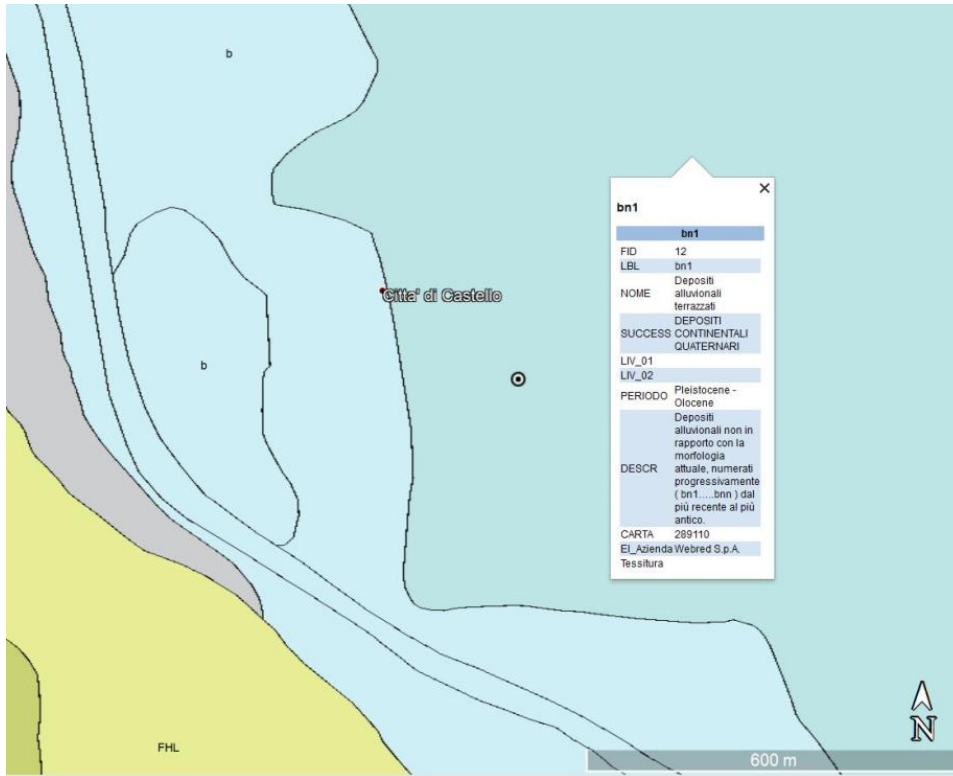 b
bn1
bn1
FID 12
LBL bn1
NOME Depositi
alluvionali
terrazzati
SUCCESS DEPOSITI
CONTINENTALI
QUATERNARI
LIV_01
LIV_02
PERIODO Pleistocene -
Olocene
DESCR Depositi
alluvionali non in
rapporto con la
morfologia
attuale, numerati
progressivamente
( bn1.....bnn ) dal
più recente al più
antico.
CARTA 289110
El_Azienda Webred S.p.A.
Tessitura
Citta' di Castello
b
FHL
N
600 m